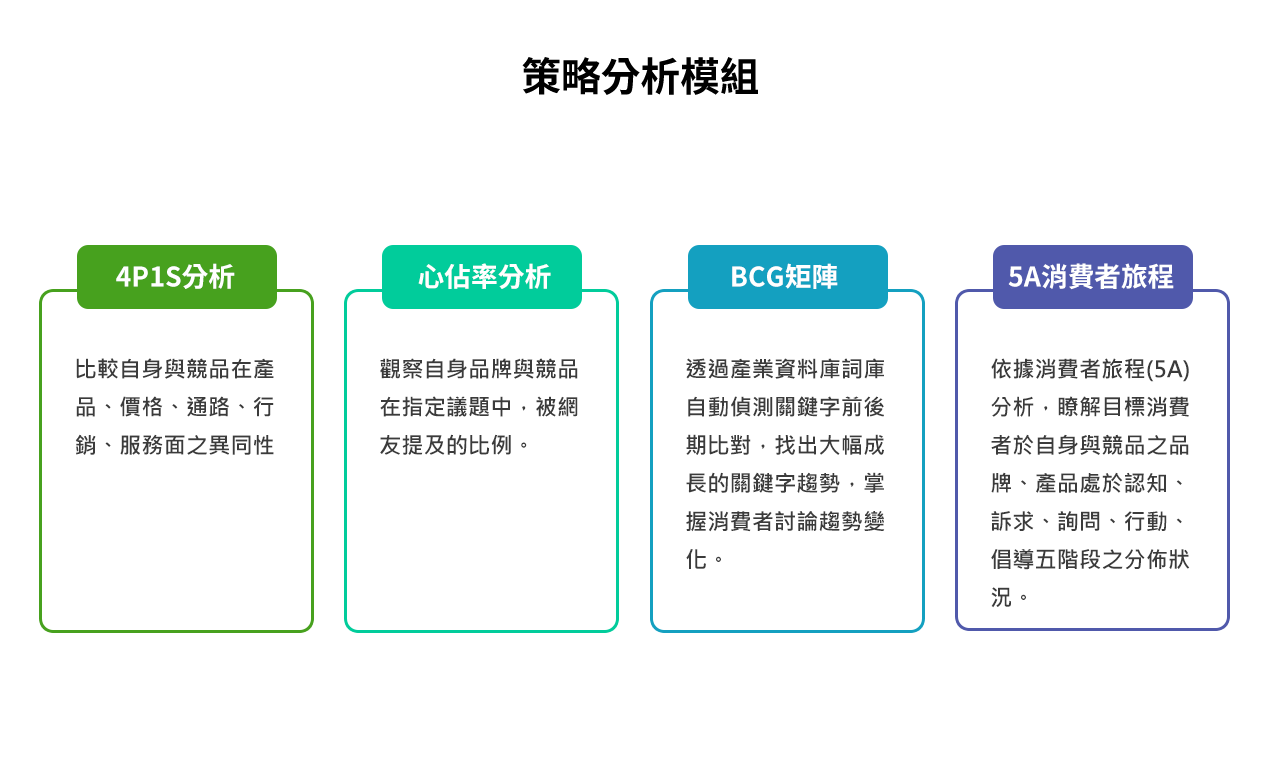 策略分析模組
4P1S分析
比較自身與競品在產
品、價格、通路、行
銷、服務面之異同性
心佔率分析
觀察自身品牌與競品
在指定議題中，被網
友提及的比例。
BCG矩陣
透過產業資料庫詞庫
自動偵測關鍵字前後
期比對，找出大幅成
長的關鍵字趨勢，掌
握消費者討論趨勢變
化。
5A消費者旅程
依據消費者旅程(5A)
分析，瞭解目標消費
者於自身與競品之品
牌、產品處於認知、
訴求、詢問、行動、
倡導五階段之分佈狀
況。